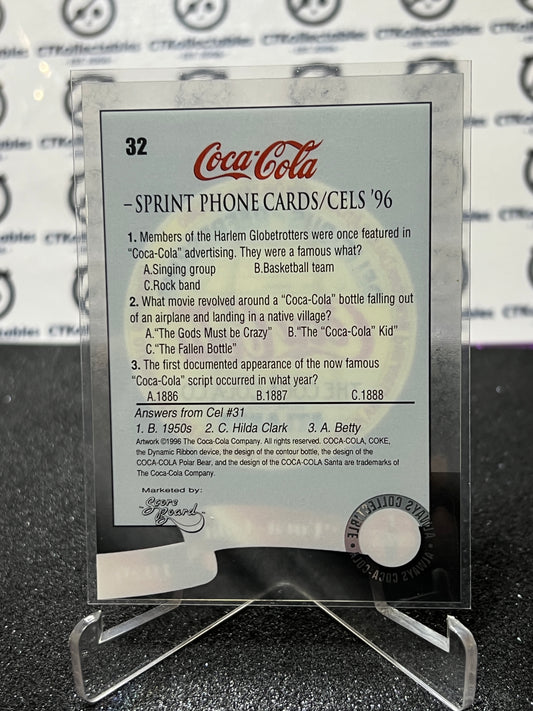 CTKollectables
32
Coca-Cola
– SPRINT PHONE CARDS/CELS '96
1. Members of the Harlem Globetrotters were once featured in
"Coca-Cola" advertising. They were a famous what?
A.Singing group B.Basketball team
C.Rock band
2. What movie revolved around a "Coca-Cola" bottle falling out
of an airplane and landing in a native village?
A."The Gods Must be Crazy" B."The "Coca-Cola" Kid"
C."The Fallen Bottle"
3. The first documented appearance of the now famous
"Coca-Cola" script occurred in what year?
A.1886 B.1887 C.1888
Answers from Cel #31
1. B. 1950s 2. C. Hilda Clark 3. A. Betty
Artwork ©1996 The Coca-Cola Company. All rights reserved. COCA-COLA, COKE,
the Dynamic Ribbon device, the design of the contour bottle, the design of the
COCA-COLA Polar Bear, and the design of the COCA-COLA Santa are trademarks of
The Coca-Cola Company.
Marketed by:
Score
Board
ALWAYS COLLECTABLE • ALWAYS COCA-COLA